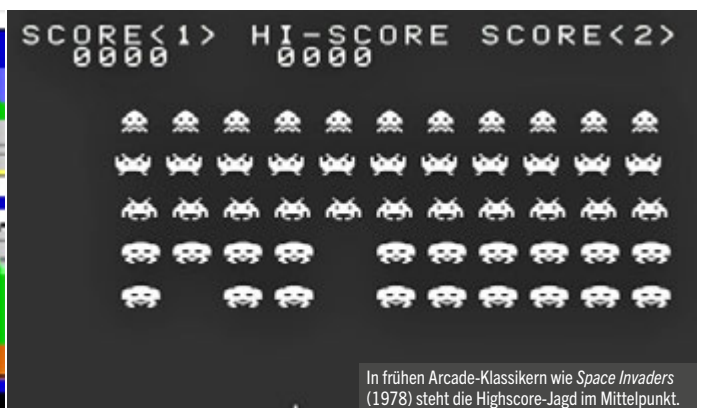 SCORE<1> HI-SCORE SCORE<2>
0000 0000
In frühen Arcade-Klassikern wie Space Invaders
(1978) steht die Highscore-Jagd im Mittelpunkt.